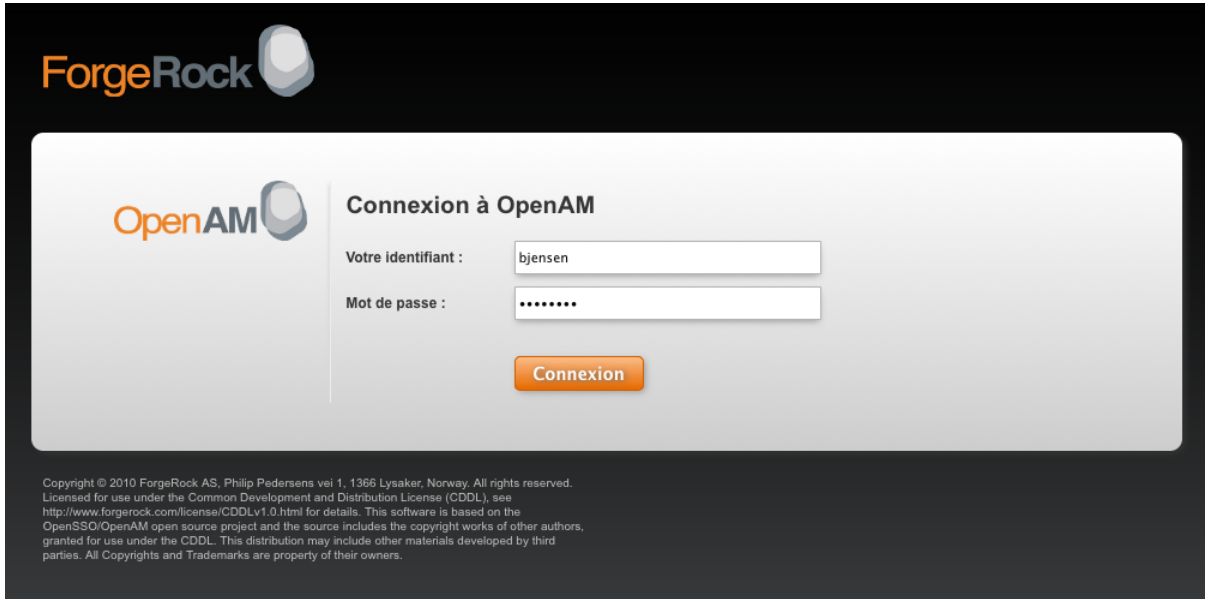 ForgeRock
OpenAM
Connexion à OpenAM
Votre identifiant :
bjensen
Mot de passe :
••••••••
Connexion
Copyright © 2010 ForgeRock AS, Philip Pedersens vei 1, 1366 Lysaker, Norway. All rights reserved.
Licensed for use under the Common Development and Distribution License (CDDL), see
http://www.forgerock.com/license/CDDLv1.0.html for details. This software is based on the
OpenSSO/OpenAM open source project and the source includes the copyright works of other authors,
granted for use under the CDDL. This distribution may include other materials developed by third
parties. All Copyrights and Trademarks are property of their owners.